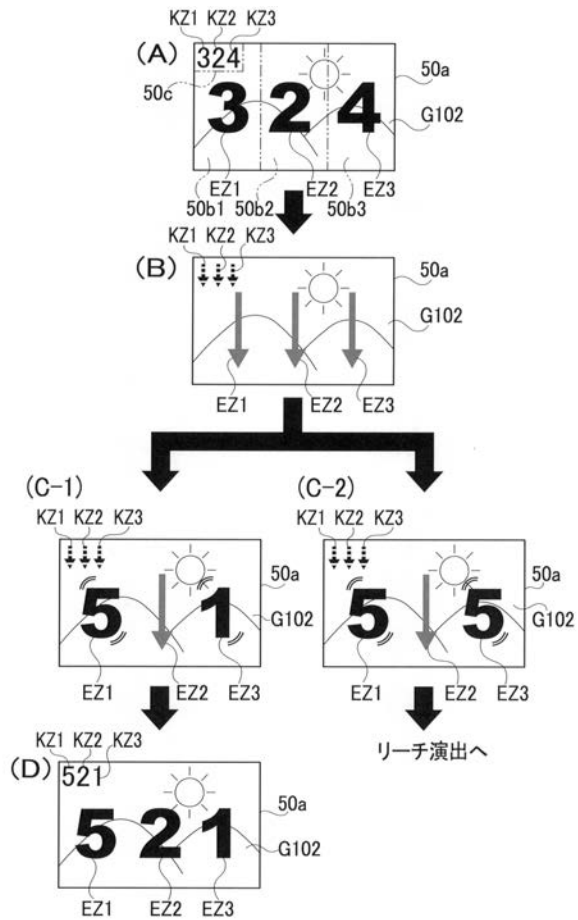 KZ1 KZ2 KZ3
(A) 324
50a
50c
3 2 4
G102
EZ1 EZ2 EZ3
50b1 50b2 50b3
KZ1 KZ2 KZ3
(B)
50a
G102
EZ1 EZ2 EZ3
(C-1) (C-2)
KZ1 KZ2 KZ3 KZ1 KZ2 KZ3
50a 50a
5 1 5 5
G102 G102
EZ1 EZ2 EZ3 EZ1 EZ2 EZ3
リーチ演出へ
KZ1 KZ2 KZ3
(D) 521
50a
5 2 1
G102
EZ1 EZ2 EZ3